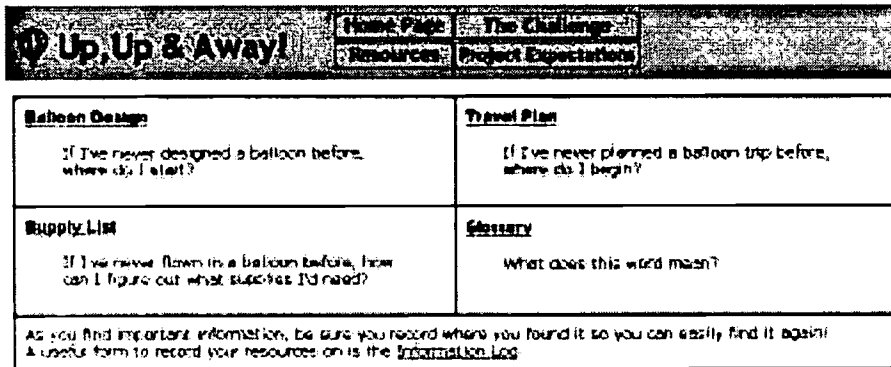 Up, Up & Away!
Home Page The Challenge
Resources Project Expectations
Balloon Design
If I've never designed a balloon before,
where do I start?
Travel Plan
If I've never planned a balloon trip before,
where do I begin?
Supply List
If I've never flown in a balloon before, how
can I figure out what supplies I'd need?
Glossary
What does this word mean?
As you find important information, be sure you record where you found it so you can easily find it again!
A useful form to record your resources on is the Information Log